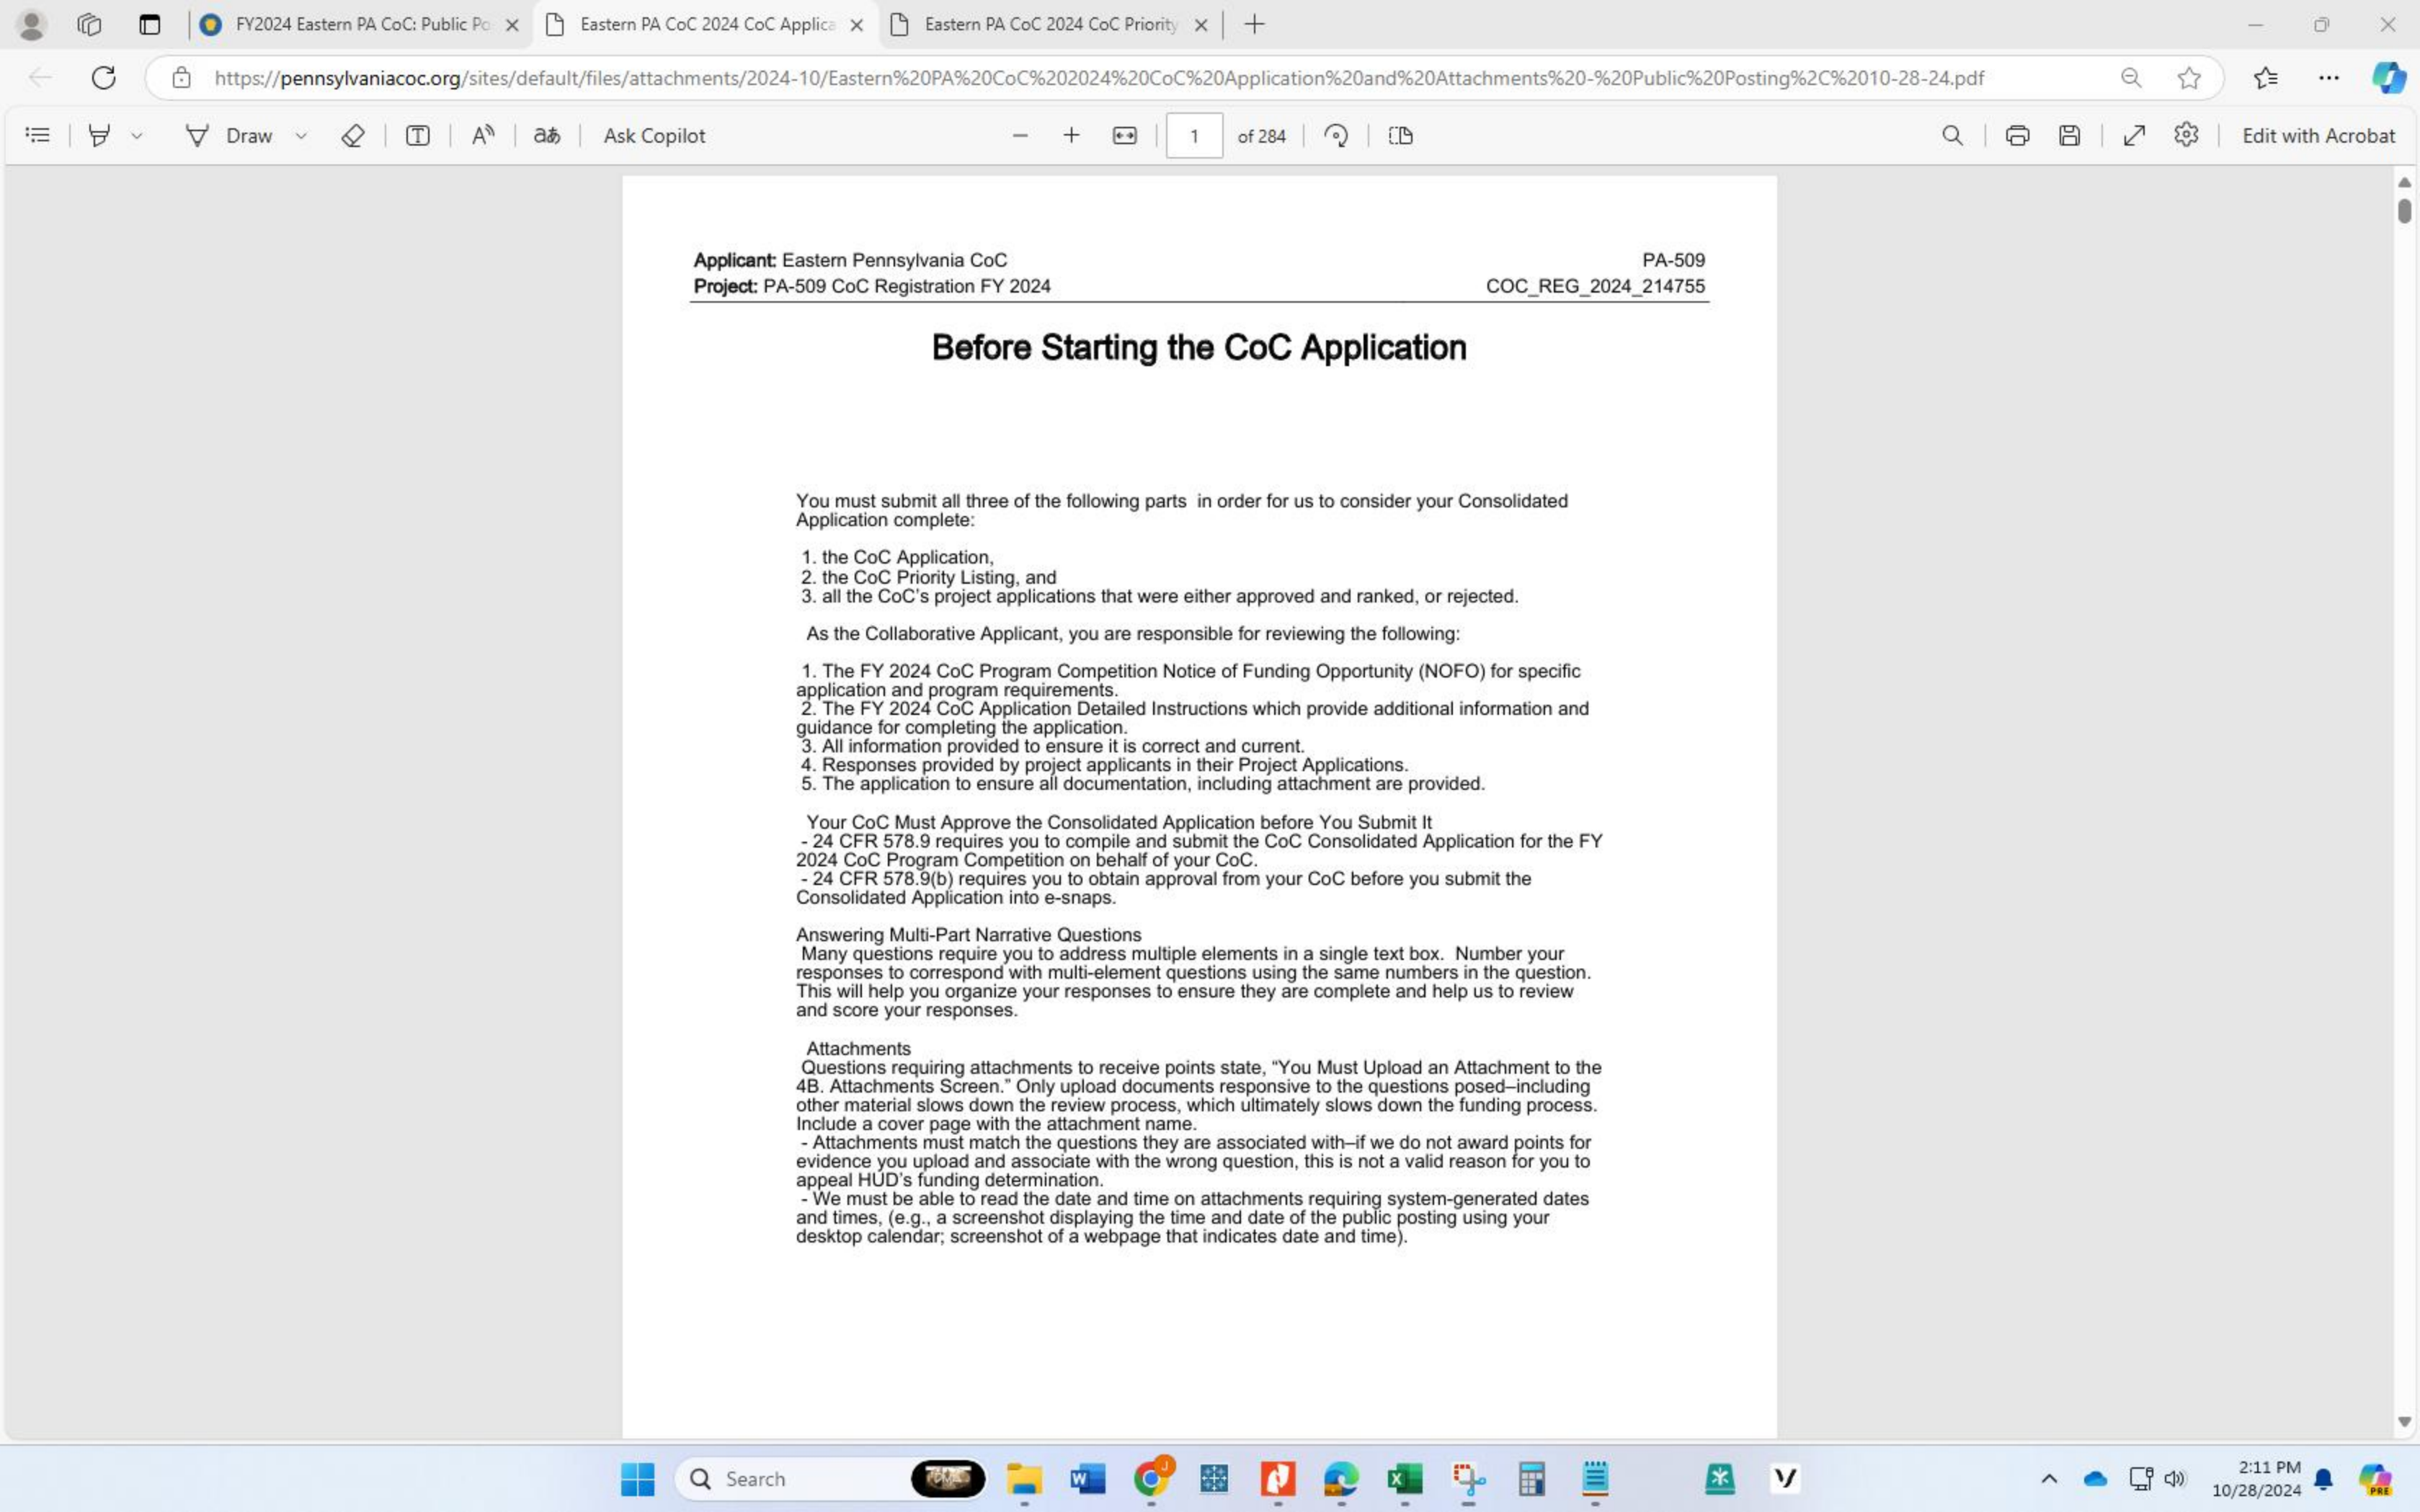 FY2024 Eastern PA CoC: Public Po
Eastern PA CoC 2024 CoC Applica
Eastern PA CoC 2024 CoC Priority
https://pennsylvaniacoc.org/sites/default/files/attachments/2024-10/Eastern%20PA%20CoC%202024%20CoC%20Application%20and%20Attachments%20-%20Public%20Posting%2C%2010-28-24.pdf
Draw
Ask Copilot
1 of 284
Edit with Acrobat
Applicant: Eastern Pennsylvania CoC PA-509
Project: PA-509 CoC Registration FY 2024 COC_REG_2024_214755
Before Starting the CoC Application
You must submit all three of the following parts  in order for us to consider your Consolidated
Application complete:
1. the CoC Application,
2. the CoC Priority Listing, and
3. all the CoC's project applications that were either approved and ranked, or rejected.
As the Collaborative Applicant, you are responsible for reviewing the following:
1. The FY 2024 CoC Program Competition Notice of Funding Opportunity (NOFO) for specific
application and program requirements.
2. The FY 2024 CoC Application Detailed Instructions which provide additional information and
guidance for completing the application.
3. All information provided to ensure it is correct and current.
4. Responses provided by project applicants in their Project Applications.
5. The application to ensure all documentation, including attachment are provided.
Your CoC Must Approve the Consolidated Application before You Submit It
- 24 CFR 578.9 requires you to compile and submit the CoC Consolidated Application for the FY
2024 CoC Program Competition on behalf of your CoC.
- 24 CFR 578.9(b) requires you to obtain approval from your CoC before you submit the
Consolidated Application into e-snaps.
Answering Multi-Part Narrative Questions
Many questions require you to address multiple elements in a single text box.  Number your
responses to correspond with multi-element questions using the same numbers in the question.
This will help you organize your responses to ensure they are complete and help us to review
and score your responses.
Attachments
Questions requiring attachments to receive points state, “You Must Upload an Attachment to the
4B. Attachments Screen.” Only upload documents responsive to the questions posed–including
other material slows down the review process, which ultimately slows down the funding process.
Include a cover page with the attachment name.
- Attachments must match the questions they are associated with–if we do not award points for
evidence you upload and associate with the wrong question, this is not a valid reason for you to
appeal HUD's funding determination.
- We must be able to read the date and time on attachments requiring system-generated dates
and times, (e.g., a screenshot displaying the time and date of the public posting using your
desktop calendar; screenshot of a webpage that indicates date and time).
Search
2:11 PM
10/28/2024
PRE